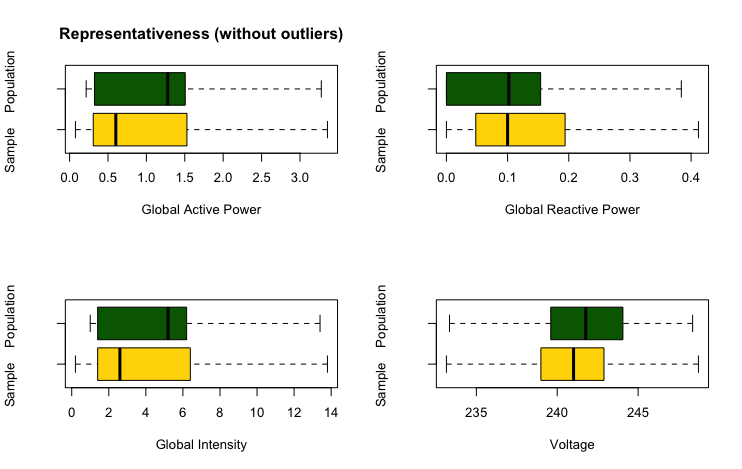 Representativeness (without outliers)
Population
Sample
0.0 0.5 1.0 1.5 2.0 2.5 3.0
Global Active Power
Population
Sample
0.0 0.1 0.2 0.3 0.4
Global Reactive Power
Population
Sample
0 2 4 6 8 10 12 14
Global Intensity
Population
Sample
235 240 245
Voltage